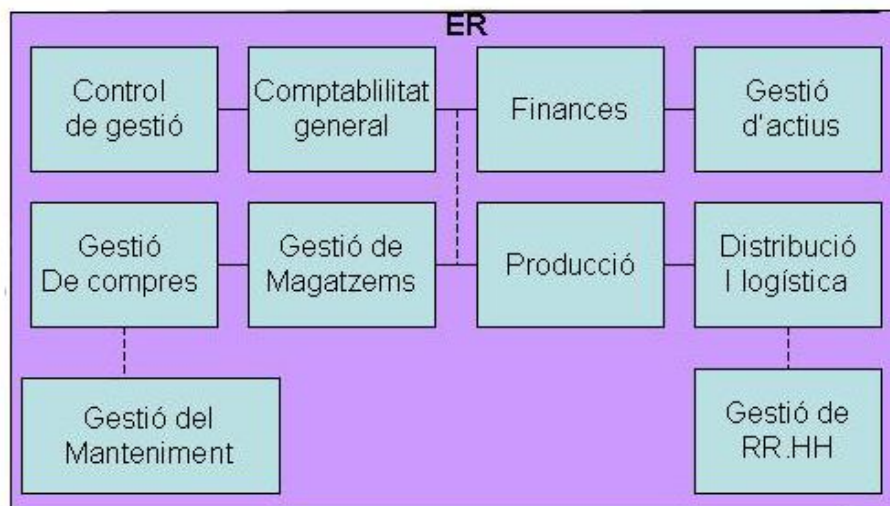 ER
Control
de gestió
Comptablilitat
general
Finances
Gestió
d'actius
Gestió
De compres
Gestió de
Magatzems
Producció
Distribució
I logística
Gestió del
Manteniment
Gestió de
RR.HH